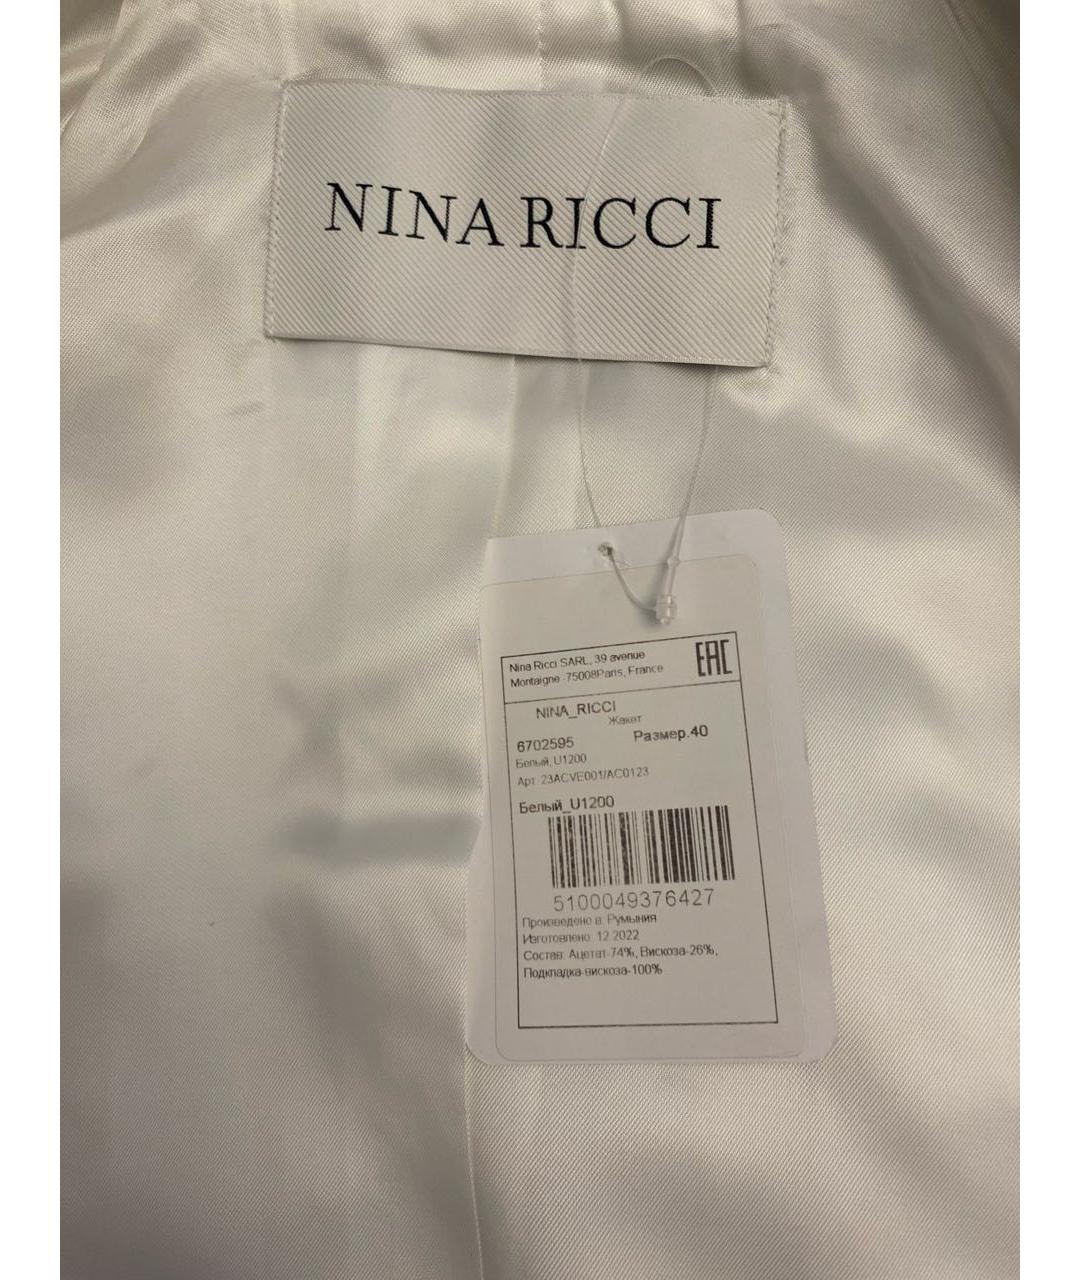 NINA RICCI
Nina Ricci SARL, 39 avenue
Montaigne -75008Paris, France
EAC
NINA_RICCI
Жакет
6702595 Размер.40
Белый, U1200
Арт. 23ACVE001/AC0123
Белый_U1200
5100049376427
Произведено в: Румыния
Изготовлено: 12.2022
Состав: Ацетат-74%, Вискоза-26%,
Подкладка-вискоза-100%